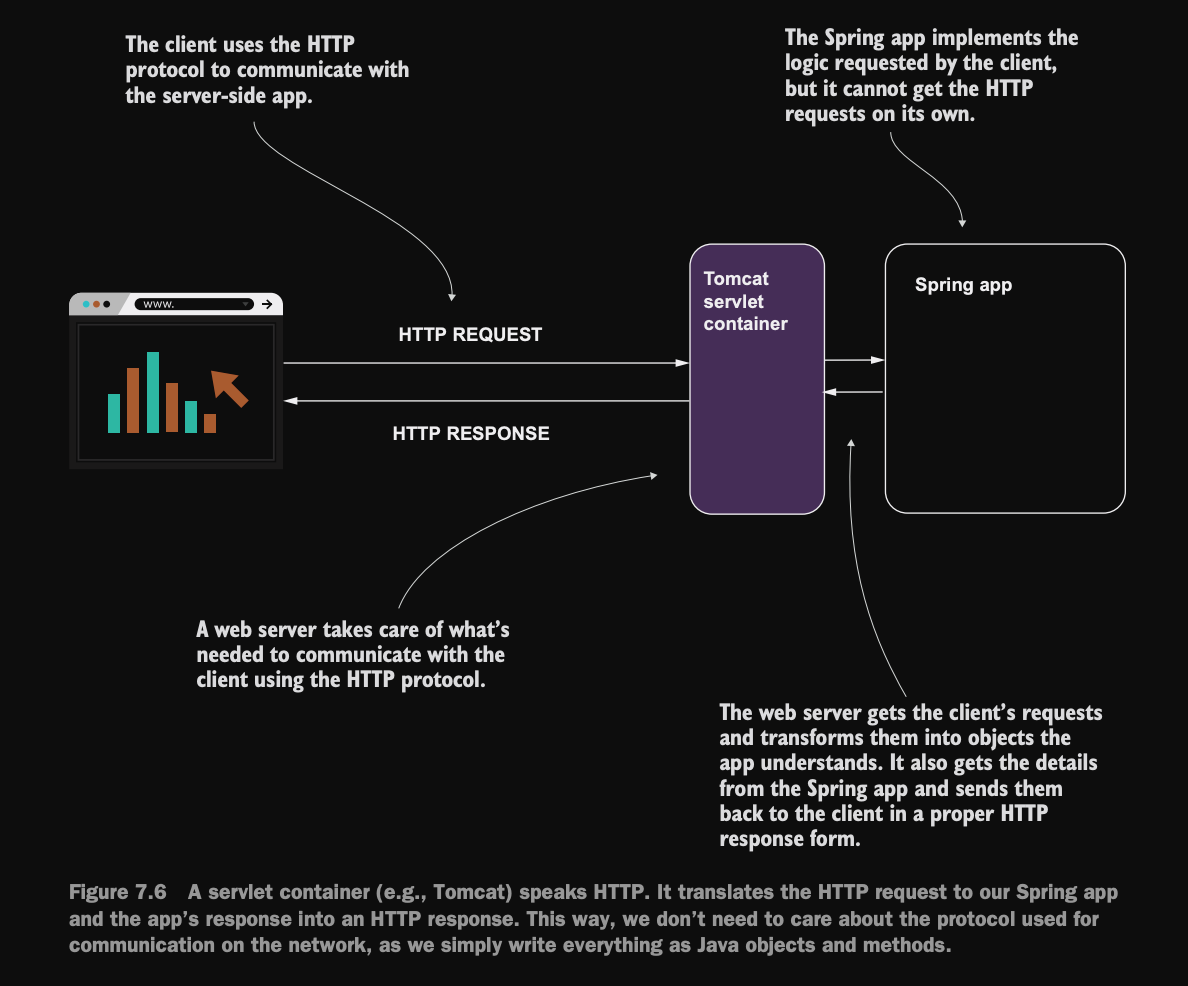 The client uses the HTTP
protocol to communicate with
the server-side app.
The Spring app implements the
logic requested by the client,
but it cannot get the HTTP
requests on its own.
www.
HTTP REQUEST
HTTP RESPONSE
Tomcat
servlet
container
Spring app
A web server takes care of what’s
needed to communicate with the
client using the HTTP protocol.
The web server gets the client’s requests
and transforms them into objects the
app understands. It also gets the details
from the Spring app and sends them
back to the client in a proper HTTP
response form.
Figure 7.6 A servlet container (e.g., Tomcat) speaks HTTP. It translates the HTTP request to our Spring app
and the app’s response into an HTTP response. This way, we don’t need to care about the protocol used for
communication on the network, as we simply write everything as Java objects and methods.